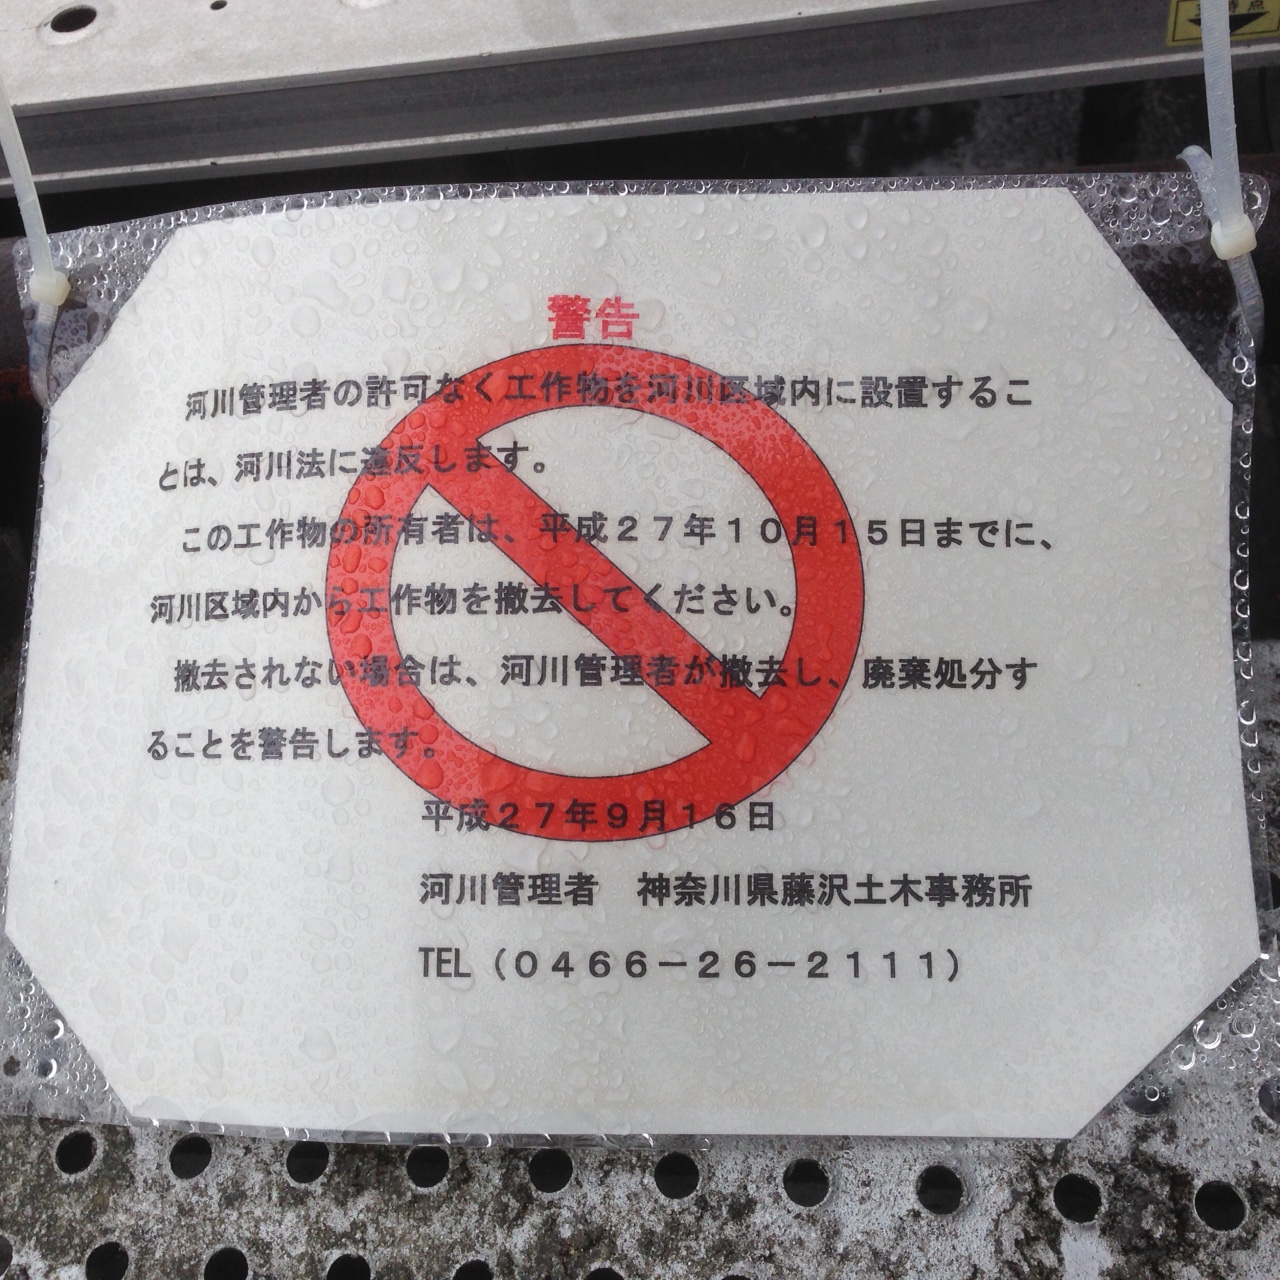 警告
河川管理者の許可なく工作物を河川区域内に設置するこ
とは、河川法に違反します。
この工作物の所有者は、平成２７年１０月１５日までに、
河川区域内から工作物を撤去してください。
撤去されない場合は、河川管理者が撤去し、廃棄処分す
ることを警告します。
平成２７年９月１６日
河川管理者　神奈川県藤沢土木事務所
TEL（０４６６－２６－２１１１）